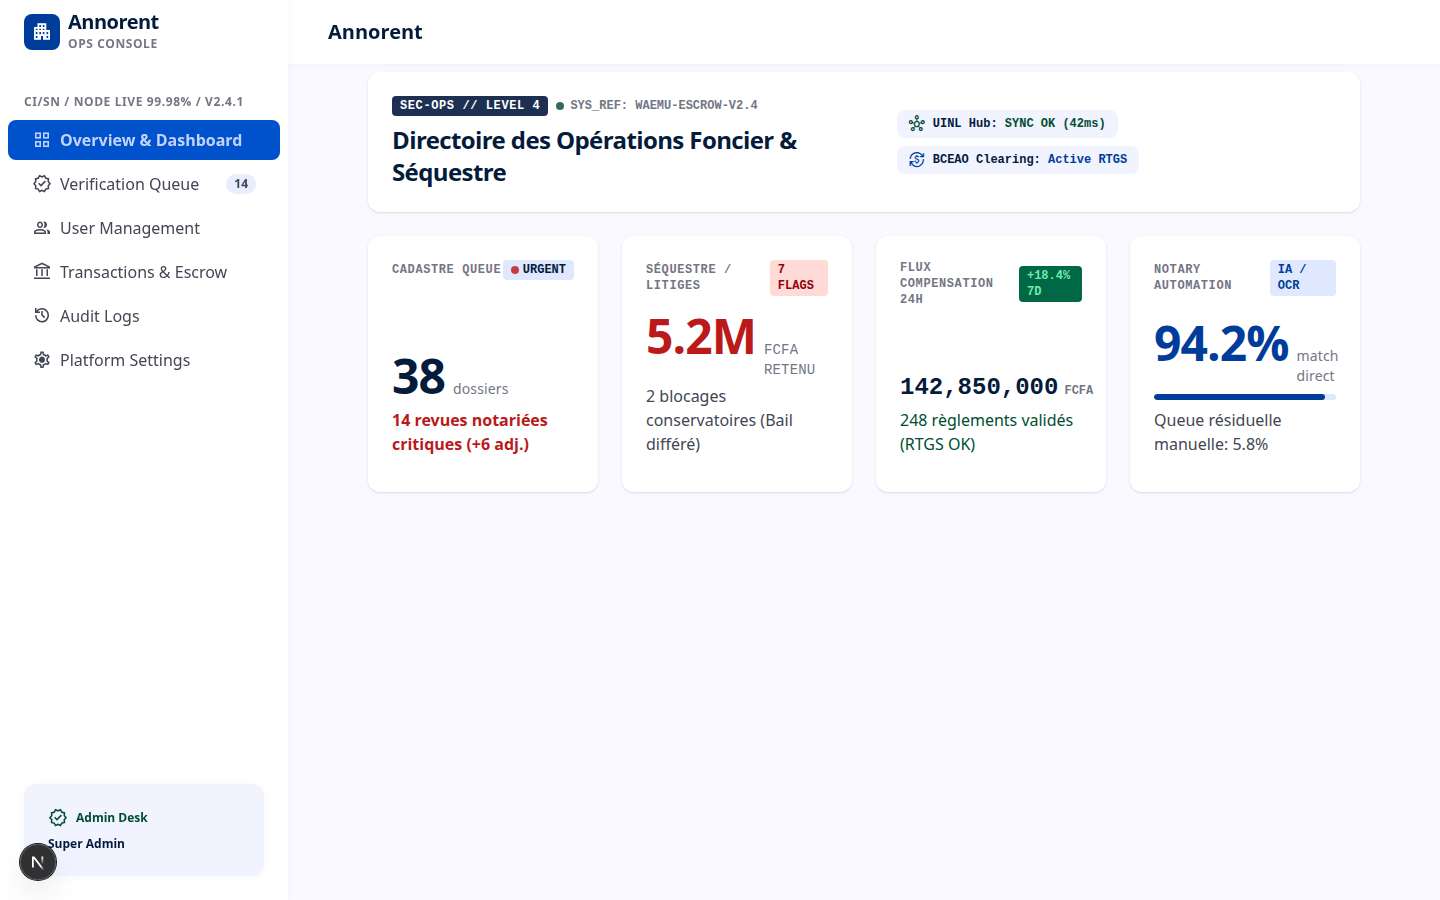 Annorent
OPS CONSOLE
CI/SN / NODE LIVE 99.98% / V2.4.1
Overview & Dashboard
Verification Queue 14
User Management
Transactions & Escrow
Audit Logs
Platform Settings
Admin Desk
Super Admin
N
Annorent
SEC-OPS // LEVEL 4 SYS_REF: WAEMU-ESCROW-V2.4
Directoire des Opérations Foncier &
Séquestre
UINL Hub: SYNC OK (42ms)
BCEAO Clearing: Active RTGS
CADASTRE QUEUE URGENT
38 dossiers
14 revues notariées
critiques (+6 adj.)
SÉQUESTRE /
LITIGES
7
FLAGS
5.2M FCFA
RETENU
2 blocages
conservatoires (Bail
différé)
FLUX
COMPENSATION
24H
+18.4%
7D
142,850,000 FCFA
248 règlements validés
(RTGS OK)
NOTARY
AUTOMATION
IA /
OCR
94.2% match
direct
Queue résiduelle
manuelle: 5.8%